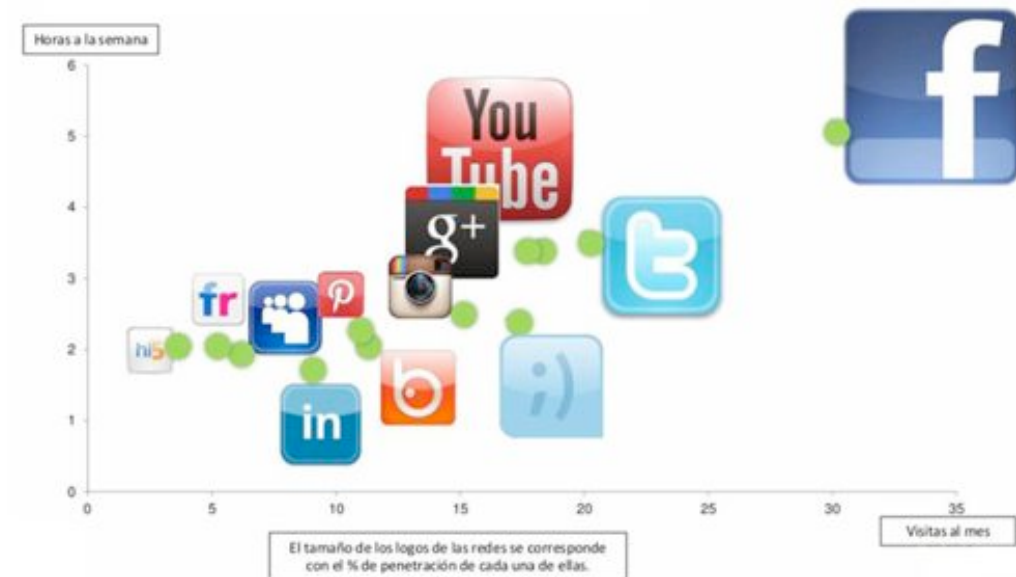 Horas a la semana
6
5
4
3
2
1
0
0 5 10 15 20 25 30 35
Visitas al mes
You
Tube
g+
f
t
fr
p
hi5
in
b
;)
El tamaño de los logos de las redes se corresponde
con el % de penetración de cada una de ellas.